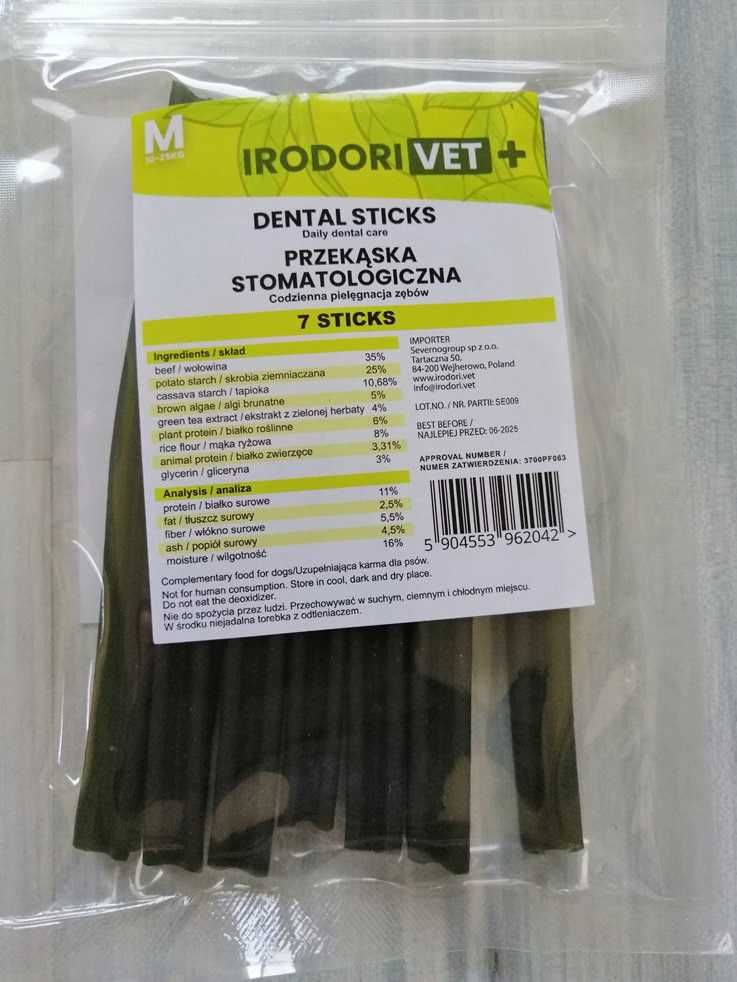 M
10-25KG
IRODORI VET +
DENTAL STICKS
Daily dental care
PRZEKĄSKA
STOMATOLOGICZNA
Codzienna pielęgnacja zębów
7 STICKS
Ingredients / skład
beef / wołowina 35%
potato starch / skrobia ziemniaczana 25%
cassava starch / tapioka 10,68%
brown algae / algi brunatne 5%
green tea extract / ekstrakt z zielonej herbaty 4%
plant protein / białko roślinne 6%
rice flour / mąka ryżowa 8%
animal protein / białko zwierzęce 3,31%
glycerin / gliceryna 3%
Analysis / analiza
protein / białko surowe 11%
fat / tłuszcz surowy 2,5%
fiber / włókno surowe 5,5%
ash / popiół surowy 4,5%
moisture / wilgotność 16%
IMPORTER
Severnogroup sp z o.o.
Tartaczna 50,
84-200 Wejherowo, Poland
www.irodori.vet
info@irodori.vet
LOT.NO. / NR. PARTII: SE009
BEST BEFORE /
NAJLEPIEJ PRZED: 06-2025
APPROVAL NUMBER /
NUMER ZATWIERDZENIA: 3700PF063
5 904553 962042 >
Complementary food for dogs/Uzupełniająca karma dla psów.
Not for human consumption. Store in cool, dark and dry place.
Do not eat the deoxidizer.
Nie do spożycia przez ludzi. Przechowywać w suchym, ciemnym i chłodnym miejscu.
W środku niejadalna torebka z odtleniaczem.